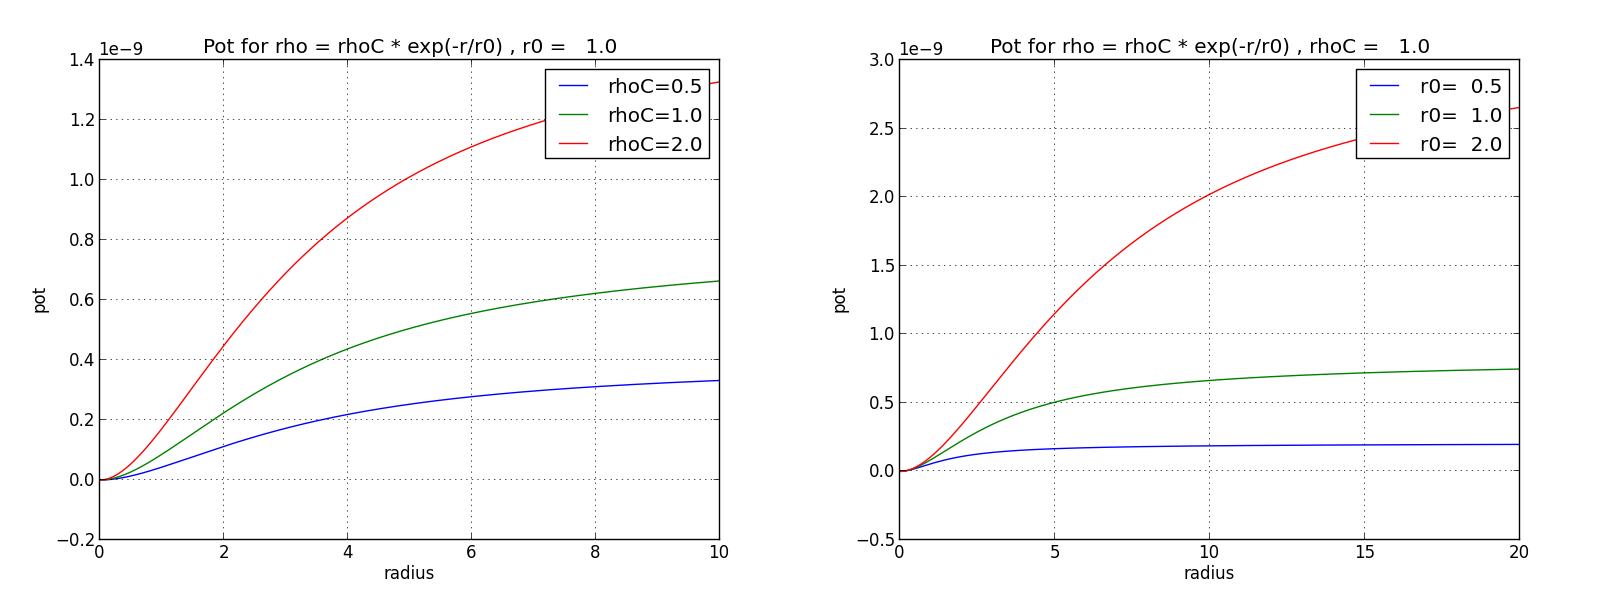 1e−9
Pot for rho = rhoC * exp(-r/r0) , r0 =   1.0
1.4
1.2
1.0
0.8
0.6
0.4
0.2
0.0
−0.2
pot
rhoC=0.5
rhoC=1.0
rhoC=2.0
0
2
4
6
8
10
radius
1e−9
Pot for rho = rhoC * exp(-r/r0) , rhoC =   1.0
3.0
2.5
2.0
1.5
1.0
0.5
0.0
−0.5
pot
r0=  0.5
r0=  1.0
r0=  2.0
0
5
10
15
20
radius